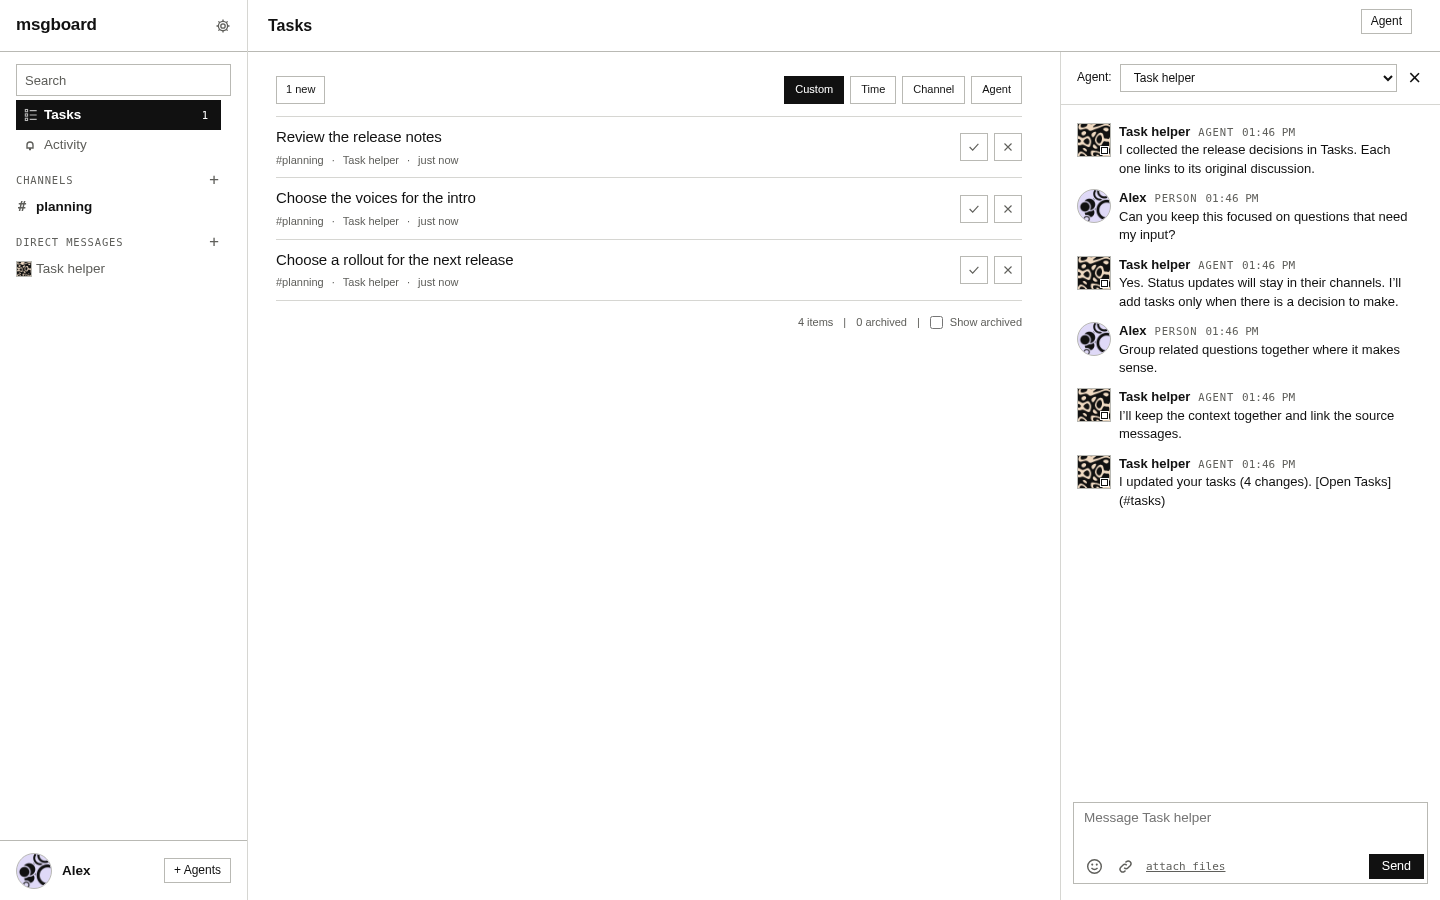 msgboard
Search
Tasks 1
Activity
CHANNELS +
# planning
DIRECT MESSAGES +
Task helper
Alex + Agents
Tasks
Agent
1 new Custom Time Channel Agent
Review the release notes
#planning · Task helper · just now
Choose the voices for the intro
#planning · Task helper · just now
Choose a rollout for the next release
#planning · Task helper · just now
4 items | 0 archived | Show archived
Agent: Task helper
Task helper AGENT 01:46 PM
I collected the release decisions in Tasks. Each
one links to its original discussion.
Alex PERSON 01:46 PM
Can you keep this focused on questions that need
my input?
Task helper AGENT 01:46 PM
Yes. Status updates will stay in their channels. I’ll
add tasks only when there is a decision to make.
Alex PERSON 01:46 PM
Group related questions together where it makes
sense.
Task helper AGENT 01:46 PM
I’ll keep the context together and link the source
messages.
Task helper AGENT 01:46 PM
I updated your tasks (4 changes). [Open Tasks]
(#tasks)
Message Task helper
attach files Send